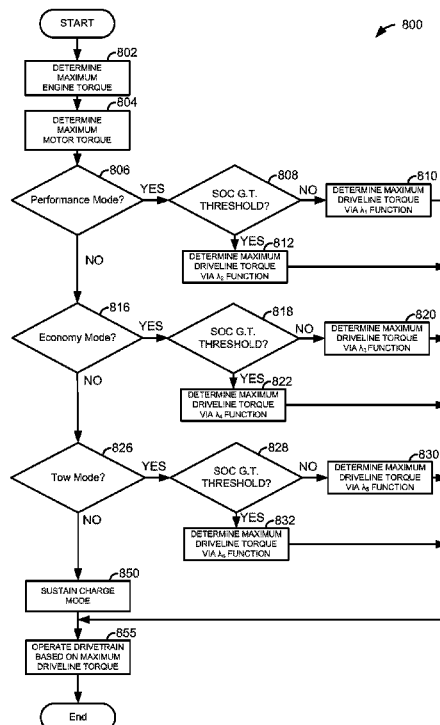 START
800
802
DETERMINE
MAXIMUM
ENGINE TORQUE
804
DETERMINE
MAXIMUM
MOTOR TORQUE
806
Performance Mode?
YES
808
SOC G.T.
THRESHOLD?
NO
810
DETERMINE MAXIMUM
DRIVELINE TORQUE
VIA λ₁ FUNCTION
YES
812
DETERMINE MAXIMUM
DRIVELINE TORQUE
VIA λ₂ FUNCTION
NO
816
Economy Mode?
YES
818
SOC G.T.
THRESHOLD?
NO
820
DETERMINE MAXIMUM
DRIVELINE TORQUE
VIA FUNCTION
YES
822
DETERMINE MAXIMUM
DRIVELINE TORQUE
VIA λ₄ FUNCTION
NO
826
Tow Mode?
YES
828
SOC G.T.
THRESHOLD?
NO
830
DETERMINE MAXIMUM
DRIVELINE TORQUE
VIA FUNCTION
YES
832
DETERMINE MAXIMUM
DRIVELINE TORQUE
VIA FUNCTION
NO
850
SUSTAIN CHARGE
MODE
855
OPERATE DRIVETRAIN
BASED ON MAXIMUM
DRIVELINE TORQUE
End